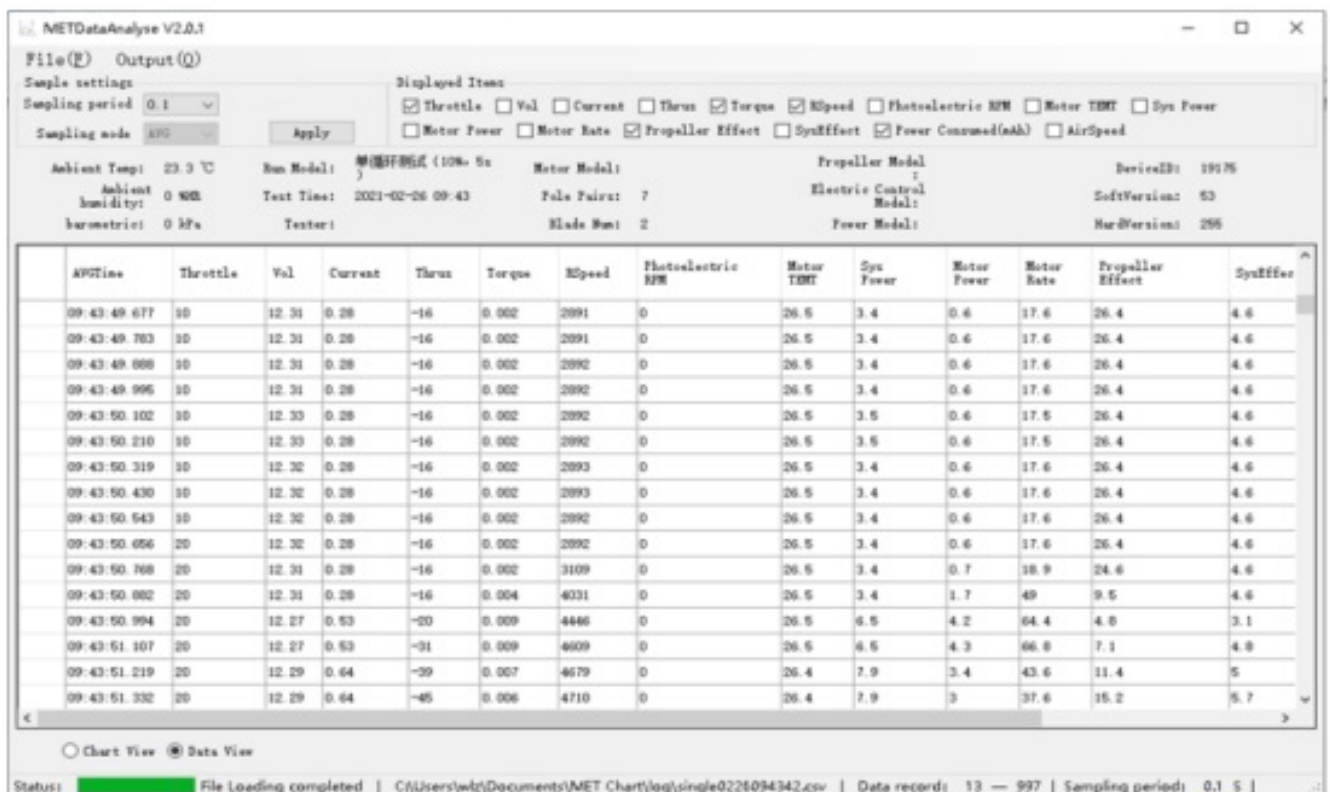 METDataAnalyse V2.0.1
File(F) Output(O)
Sample settings
Sampling period 0.1
Sampling mode AVG
Apply
Displayed Items
Throttle Vol Current Thrus Torque RSpeed Photoelectric RPM Motor TEMT Sys Power
Motor Power Motor Rate Propeller Effect SysEffect Power Consumed(mAh) AirSpeed
Ambient Temp: 23.3 ℃ Run Model: 单循环测试 (10%- 5s ) Motor Model: Propeller Model : DeviceID: 19175
Ambient humidity: 0 %RH Test Time: 2021-02-26 09:43 Pole Pairs: 7 Electric Control Model: SoftVersion: 53
barometric: 0 kPa Tester: Blade Num: 2 Power Model: HardVersion: 255
AVGTime Throttle Vol Current Thrus Torque RSpeed Photoelectric RPM Motor TEMT Sys Power Motor Power Motor Rate Propeller Effect SysEffec
09:43:49.677 10 12.31 0.28 -16 0.002 2891 0 26.5 3.4 0.6 17.6 26.4 4.6
09:43:49.783 10 12.31 0.28 -16 0.002 2891 0 26.5 3.4 0.6 17.6 26.4 4.6
09:43:49.888 10 12.31 0.28 -16 0.002 2892 0 26.5 3.4 0.6 17.6 26.4 4.6
09:43:49.995 10 12.31 0.28 -16 0.002 2892 0 26.5 3.4 0.6 17.6 26.4 4.6
09:43:50.102 10 12.33 0.28 -16 0.002 2892 0 26.5 3.5 0.6 17.5 26.4 4.6
09:43:50.210 10 12.33 0.28 -16 0.002 2892 0 26.5 3.5 0.6 17.5 26.4 4.6
09:43:50.319 10 12.32 0.28 -16 0.002 2893 0 26.5 3.4 0.6 17.6 26.4 4.6
09:43:50.430 10 12.32 0.28 -16 0.002 2893 0 26.5 3.4 0.6 17.6 26.4 4.6
09:43:50.543 10 12.32 0.28 -16 0.002 2892 0 26.5 3.4 0.6 17.6 26.4 4.6
09:43:50.656 20 12.32 0.28 -16 0.002 2892 0 26.5 3.4 0.6 17.6 26.4 4.6
09:43:50.768 20 12.31 0.28 -16 0.002 3109 0 26.5 3.4 0.7 18.9 24.6 4.6
09:43:50.882 20 12.31 0.28 -16 0.004 4031 0 26.5 3.4 1.7 49 9.5 4.6
09:43:50.994 20 12.27 0.53 -20 0.009 4446 0 26.5 6.5 4.2 64.4 4.8 3.1
09:43:51.107 20 12.27 0.53 -31 0.009 4609 0 26.5 6.5 4.3 66.8 7.1 4.8
09:43:51.219 20 12.29 0.64 -39 0.007 4679 0 26.4 7.9 3.4 43.6 11.4 5
09:43:51.332 20 12.29 0.64 -45 0.006 4710 0 26.4 7.9 3 37.6 15.2 5.7
Chart View Data View
Status: File Loading completed | C:\Users\wlz\Documents\MET Chart\log\single0226094342.csv | Data record: 13 — 997 | Sampling period: 0.1 S |